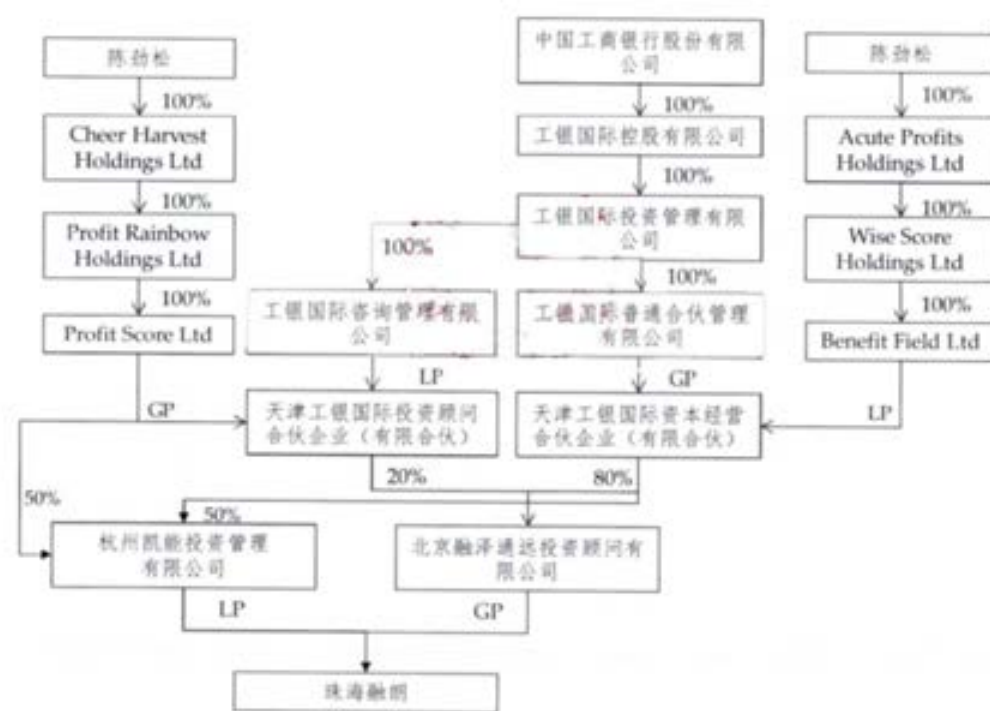 陈劲松
100%
Cheer Harvest
Holdings Ltd
100%
Profit Rainbow
Holdings Ltd
100%
Profit Score Ltd
GP
50%
中国工商银行股份有限
公司
100%
工银国际控股有限公司
100%
工银国际投资管理有限
公司
100%
100%
工银国际咨询管理有限
公司
工银国际普通合伙管理
有限公司
LP
GP
天津工银国际投资顾问
合伙企业（有限合伙）
天津工银国际资本经营
合伙企业（有限合伙）
陈劲松
100%
Acute Profits
Holdings Ltd
100%
Wise Score
Holdings Ltd
100%
Benefit Field Ltd
LP
20%
80%
50%
杭州凯能投资管理
有限公司
北京融泽通远投资顾问有
限公司
LP
GP
珠海融朗